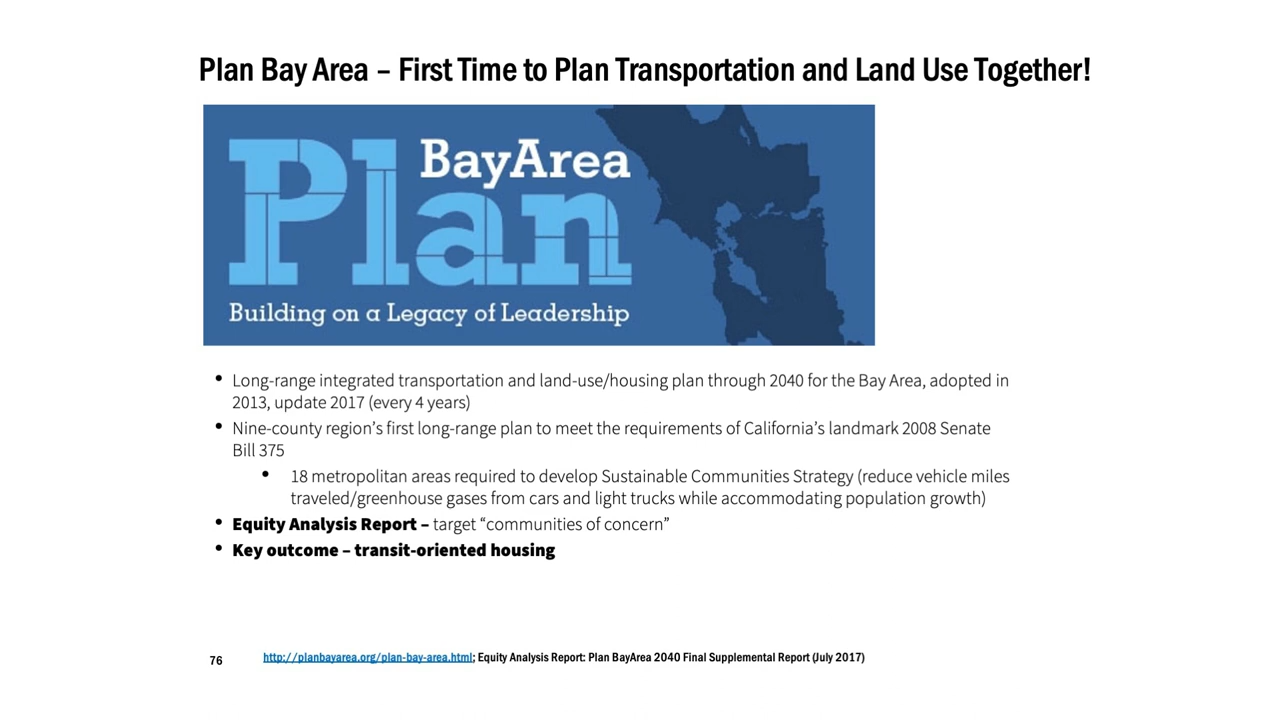 Plan Bay Area – First Time to Plan Transportation and Land Use Together!
BayArea
Plan
Building on a Legacy of Leadership
• Long-range integrated transportation and land-use/housing plan through 2040 for the Bay Area, adopted in
2013, update 2017 (every 4 years)
• Nine-county region's first long-range plan to meet the requirements of California's landmark 2008 Senate
Bill 375
• 18 metropolitan areas required to develop Sustainable Communities Strategy (reduce vehicle miles
traveled/greenhouse gases from cars and light trucks while accommodating population growth)
• Equity Analysis Report – target “communities of concern”
• Key outcome – transit-oriented housing
76
http://planbayarea.org/plan-bay-area.html; Equity Analysis Report: Plan BayArea 2040 Final Supplemental Report (July 2017)